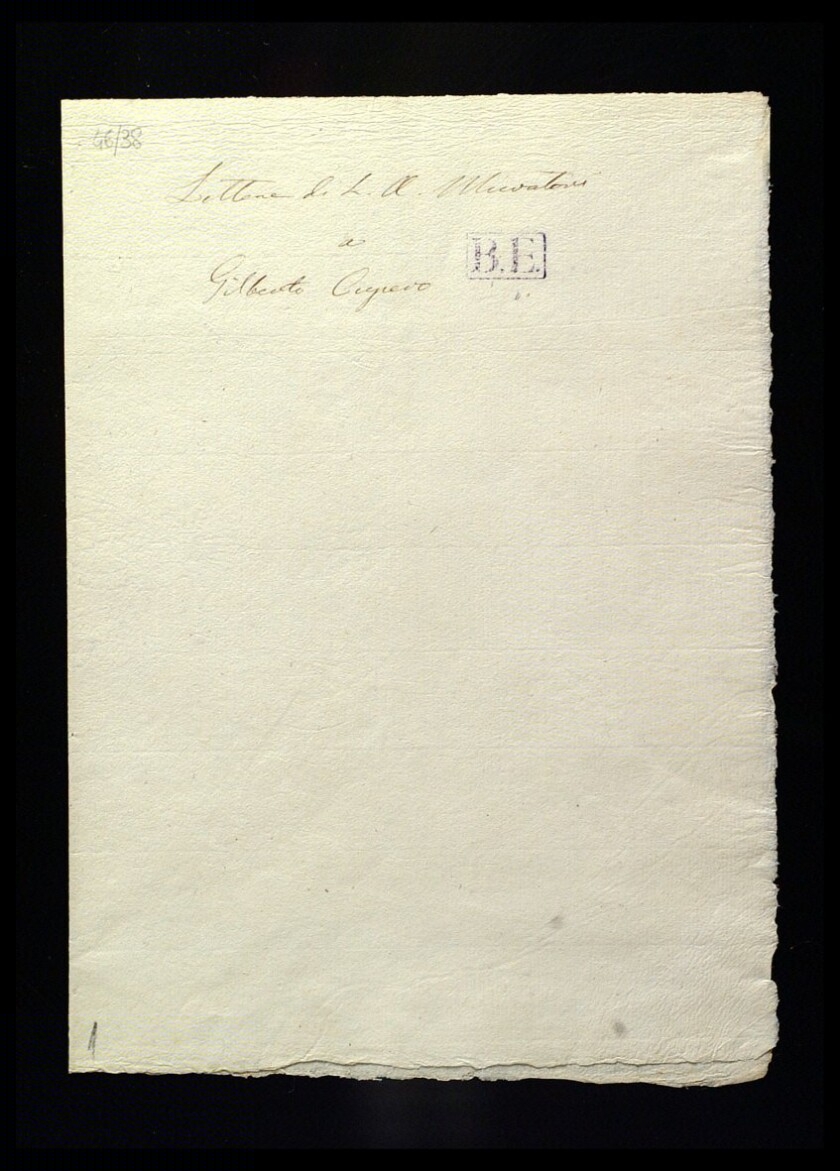 46/38
Lettere di L. A. Muratori
a
B.E.
Gilberto Cupero